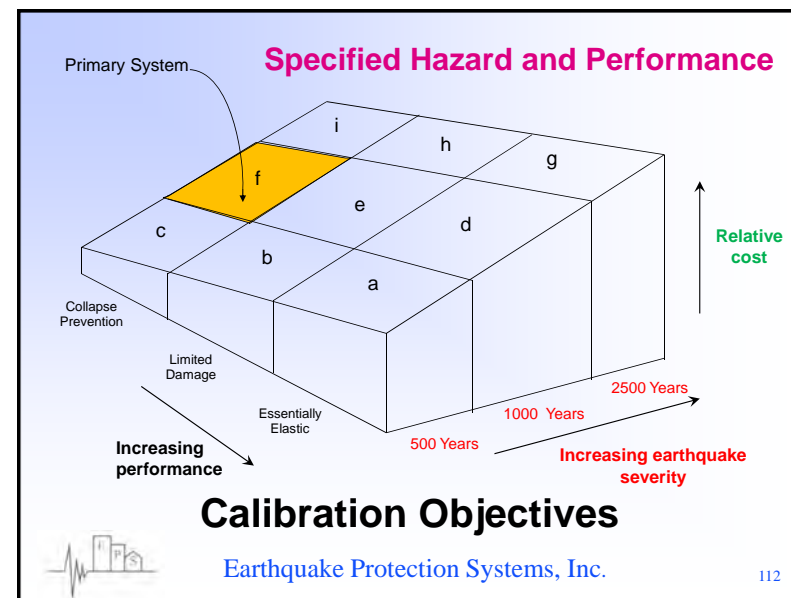 Specified Hazard and Performance
Primary System
i
h
g
f
e
d
c
b
a
Relative
cost
Collapse
Prevention
Limited
Damage
Essentially
Elastic
500 Years
1000 Years
2500 Years
Increasing
performance
Increasing earthquake
severity
Calibration Objectives
E P S
Earthquake Protection Systems, Inc.
112